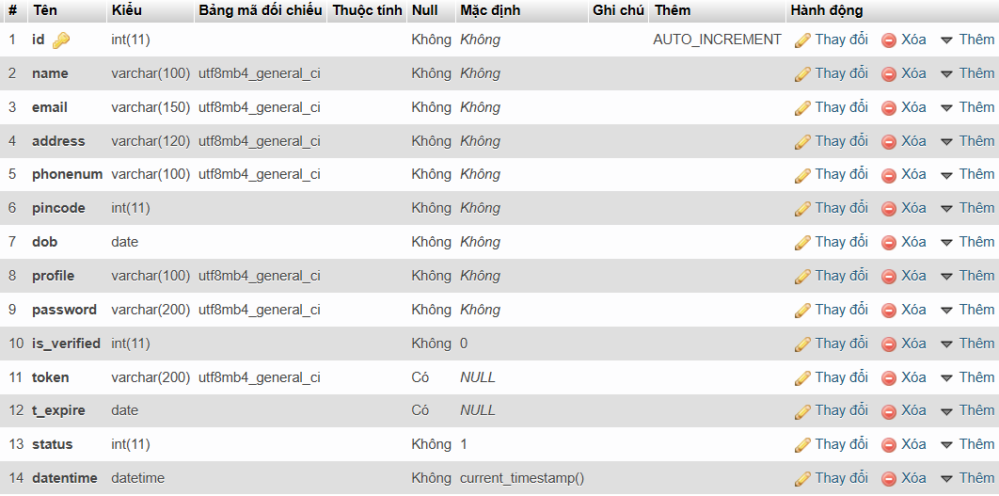 # Tên Kiểu Bảng mã đối chiếu Thuộc tính Null Mặc định Ghi chú Thêm Hành động
1 id int(11) Không Không AUTO_INCREMENT Thay đổi Xóa Thêm
2 name varchar(100) utf8mb4_general_ci Không Không Thay đổi Xóa Thêm
3 email varchar(150) utf8mb4_general_ci Không Không Thay đổi Xóa Thêm
4 address varchar(120) utf8mb4_general_ci Không Không Thay đổi Xóa Thêm
5 phonenum varchar(100) utf8mb4_general_ci Không Không Thay đổi Xóa Thêm
6 pincode int(11) Không Không Thay đổi Xóa Thêm
7 dob date Không Không Thay đổi Xóa Thêm
8 profile varchar(100) utf8mb4_general_ci Không Không Thay đổi Xóa Thêm
9 password varchar(200) utf8mb4_general_ci Không Không Thay đổi Xóa Thêm
10 is_verified int(11) Không 0 Thay đổi Xóa Thêm
11 token varchar(200) utf8mb4_general_ci Có NULL Thay đổi Xóa Thêm
12 t_expire date Có NULL Thay đổi Xóa Thêm
13 status int(11) Không 1 Thay đổi Xóa Thêm
14 datentime datetime Không current_timestamp() Thay đổi Xóa Thêm